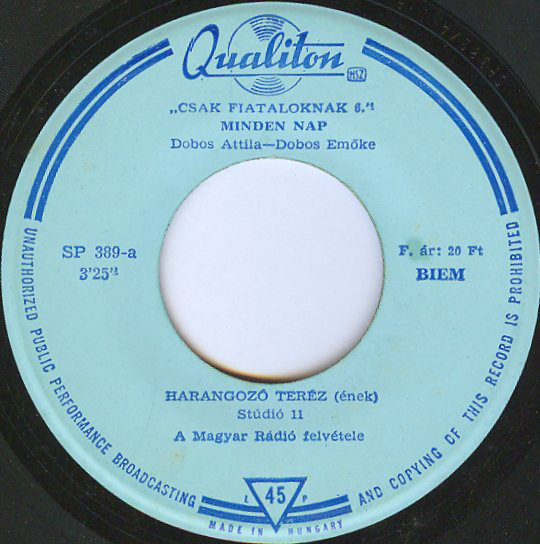 Qualiton
MSZ
„CSAK FIATALOKNAK 6."
MINDEN NAP
Dobos Attila—Dobos Emőke
SP 389-a
3'25"
F. ár: 20 Ft
BIEM
HARANGOZÓ TERÉZ (ének)
Stúdió 11
A Magyar Rádió felvétele
UNAUTHORIZED PUBLIC PERFORMANCE BROADCASTING AND COPYING OF THIS RECORD IS PROHIBITED
L 45 P
MADE IN HUNGARY